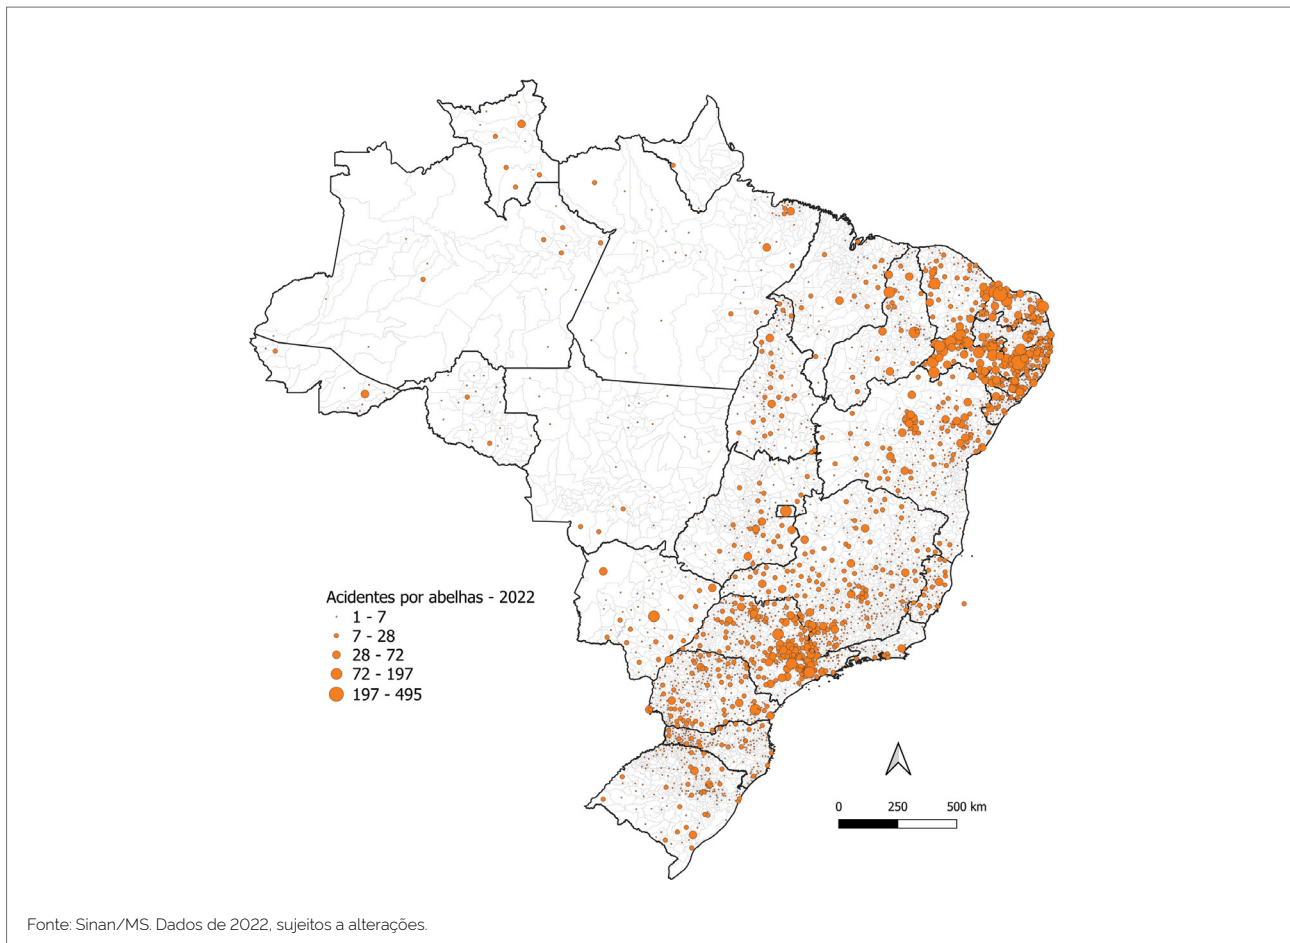 Acidentes por abelhas - 2022
1 - 7
7 - 28
28 - 72
72 - 197
197 - 495
0 250 500 km
Fonte: Sinan/MS. Dados de 2022, sujeitos a alterações.